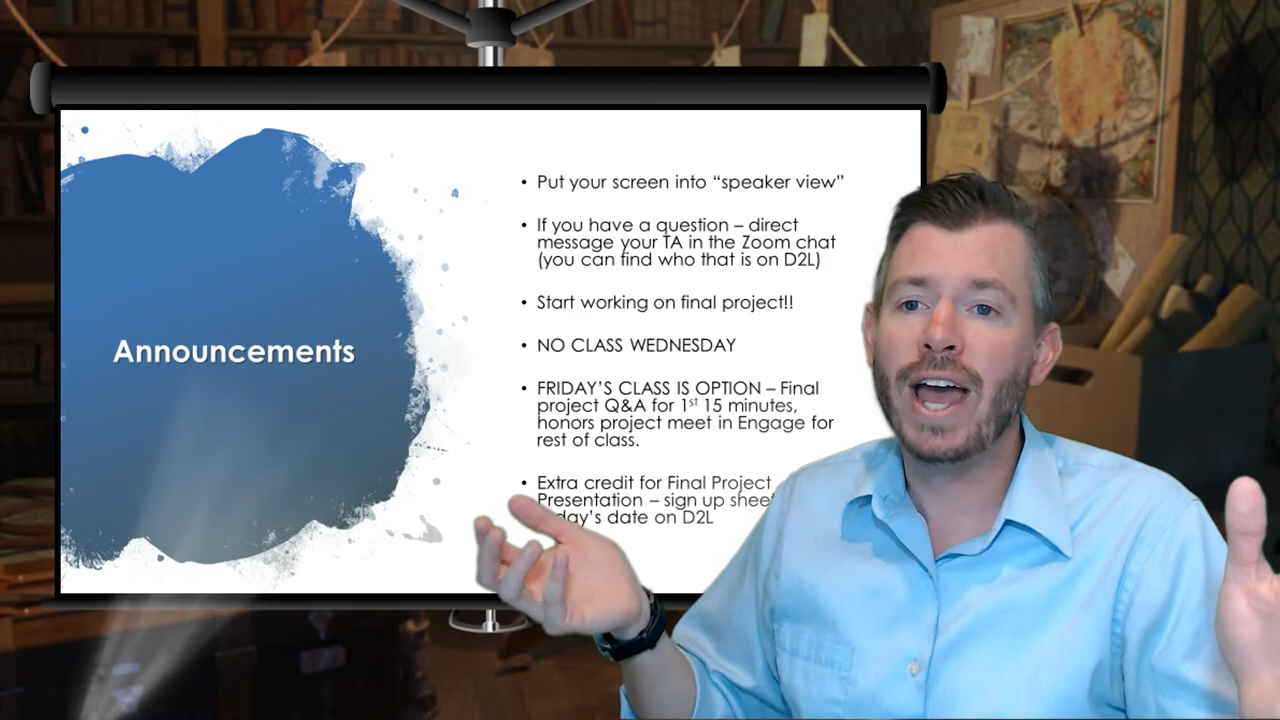 Announcements
• Put your screen into “speaker view”
• If you have a question – direct
message your TA in the Zoom chat
(you can find who that is on D2L)
• Start working on final project!!
• NO CLASS WEDNESDAY
• FRIDAY’S CLASS IS OPTION – Final
project Q&A for 1st 15 minutes,
honors project meet in Engage for
rest of class.
• Extra credit for Final Project
Presentation – sign up sheet
date on D2L